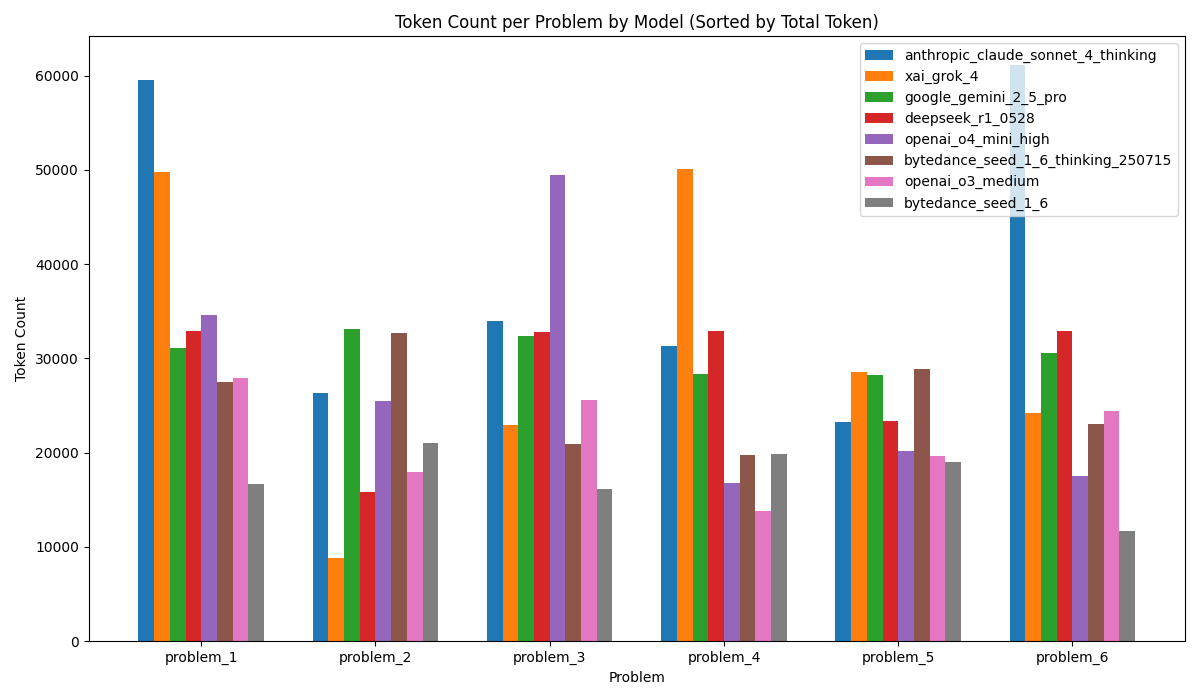 Token Count per Problem by Model (Sorted by Total Token)
anthropic_claude_sonnet_4_thinking
xai_grok_4
google_gemini_2_5_pro
deepseek_r1_0528
openai_o4_mini_high
bytedance_seed_1_6_thinking_250715
openai_o3_medium
bytedance_seed_1_6
Token Count
60000
50000
40000
30000
20000
10000
0
problem_1 problem_2 problem_3 problem_4 problem_5 problem_6
Problem